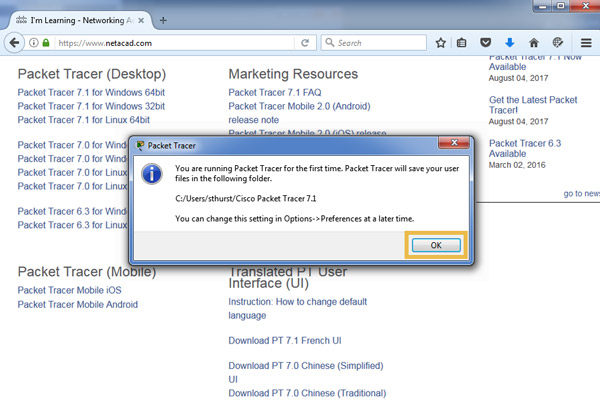 I'm Learning - Networking Ac
https://www.netacad.com
Search
Packet Tracer (Desktop)
Packet Tracer 7.1 for Windows 64bit
Packet Tracer 7.1 for Windows 32bit
Packet Tracer 7.1 for Linux 64bit
Packet Tracer 7.0 for Wind
Packet Tracer 7.0 for Wind
Packet Tracer 7.0 for Linux
Packet Tracer 7.0 for Linux
Packet Tracer 6.3 for Wind
Packet Tracer 6.3 for Linux
Packet Tracer (Mobile)
Packet Tracer Mobile iOS
Packet Tracer Mobile Android
Marketing Resources
Packet Tracer 7.1 FAQ
Packet Tracer Mobile 2.0 (Android)
release note
Packet Tracer Mobile 2.0 (iOS) release
Packet Tracer
You are running Packet Tracer for the first time. Packet Tracer will save your user
files in the following folder.
C:/Users/sthurst/Cisco Packet Tracer 7.1
You can change this setting in Options->Preferences at a later time.
OK
Translated PT User
Interface (UI)
Instruction: How to change default
language
Download PT 7.1 French UI
Download PT 7.0 Chinese (Simplified)
UI
Download PT 7.0 Chinese (Traditional)
Packet Tracer 7.1 Now
Available
August 04, 2017
Get the Latest Packet
Tracer!
August 04, 2017
Packet Tracer 6.3
Available
March 02, 2016
go to news